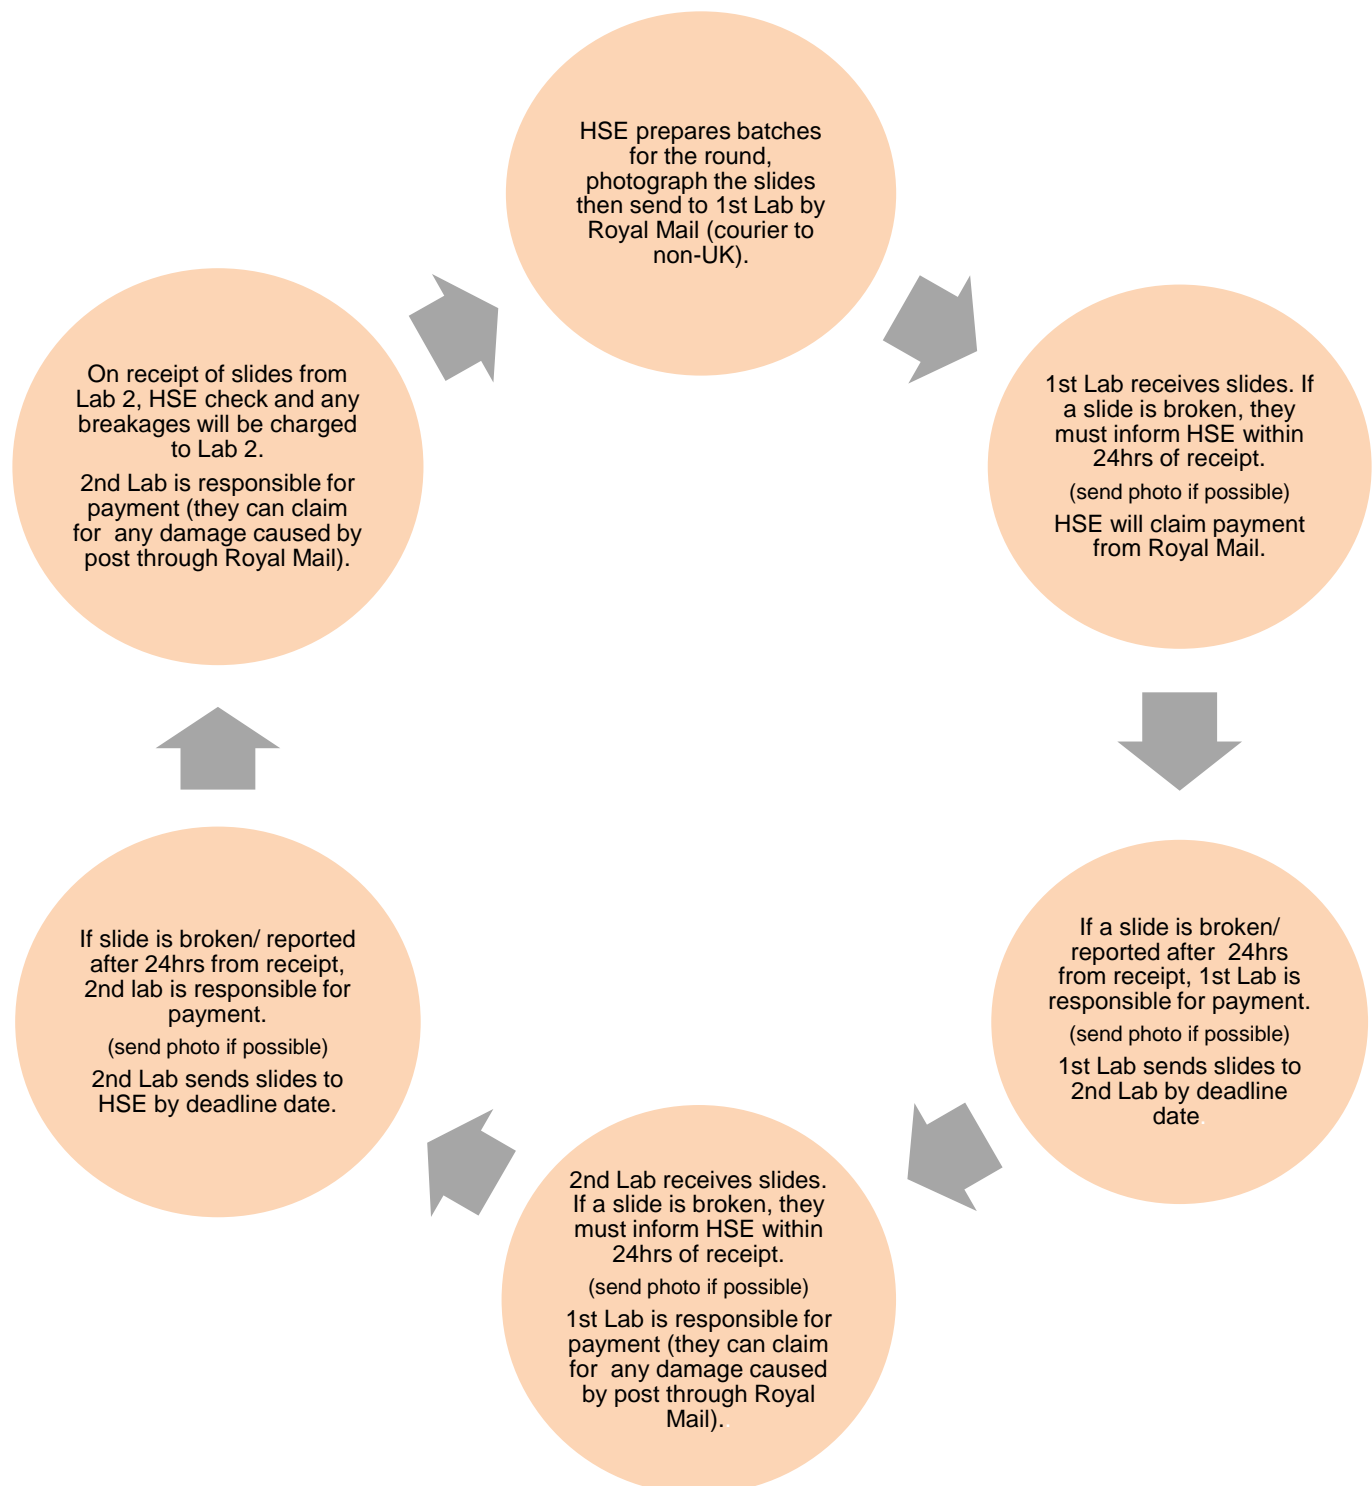 HSE prepares batches
for the round,
photograph the slides
then send to 1st Lab by
Royal Mail (courier to
non-UK).
1st Lab receives slides. If
a slide is broken, they
must inform HSE within
24hrs of receipt.
(send photo if possible)
HSE will claim payment
from Royal Mail.
If a slide is broken/
reported after  24hrs
from receipt, 1st Lab is
responsible for payment.
(send photo if possible)
1st Lab sends slides to
2nd Lab by deadline
date
2nd Lab receives slides.
If a slide is broken, they
must inform HSE within
24hrs of receipt.
(send photo if possible)
1st Lab is responsible for
payment (they can claim
for  any damage caused
by post through Royal
Mail).
If slide is broken/ reported
after 24hrs from receipt,
2nd lab is responsible for
payment.
(send photo if possible)
2nd Lab sends slides to
HSE by deadline date.
On receipt of slides from
Lab 2, HSE check and any
breakages will be charged
to Lab 2.
2nd Lab is responsible for
payment (they can claim
for  any damage caused by
post through Royal Mail).